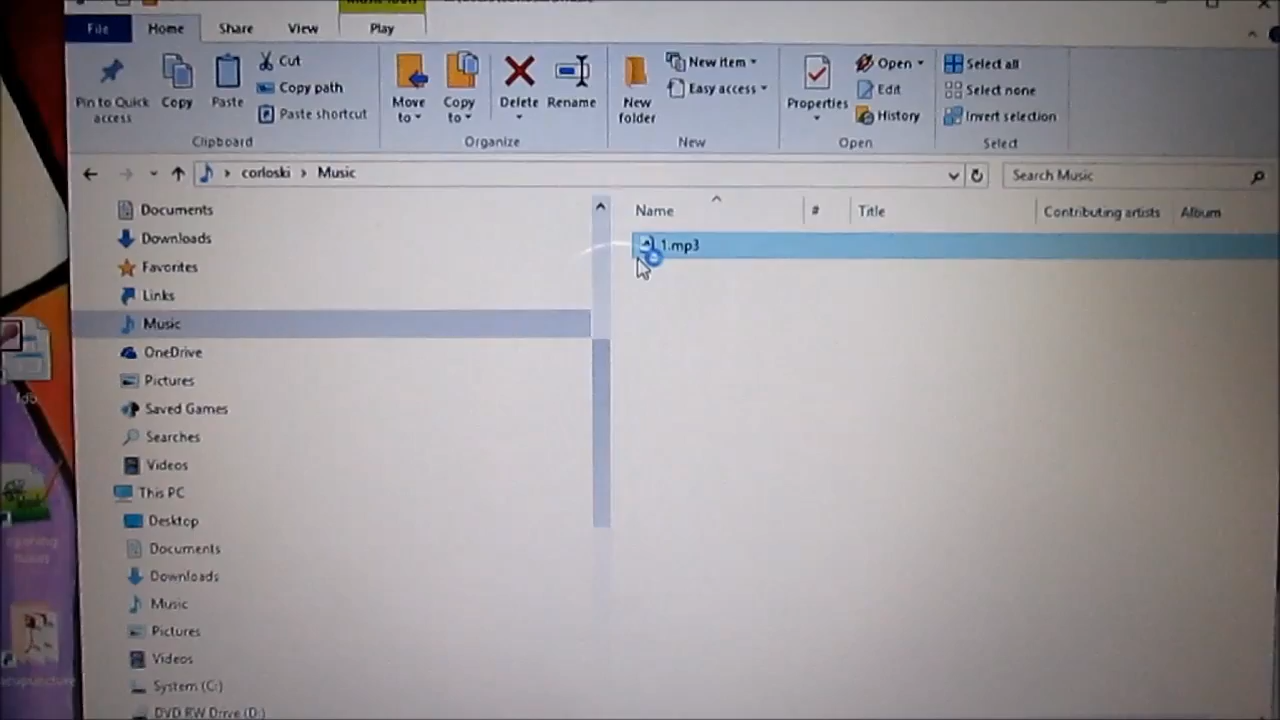 File Home Share View Play
Pin to Quick access
Copy
Paste
Cut
Copy path
Paste shortcut
Clipboard
Move to
Copy to
Delete
Rename
Organize
New folder
New item
Easy access
New
Properties
Open
Edit
History
Open
Select all
Select none
Invert selection
Select
corloski > Music
Search Music
Name # Title Contributing artists Album
1.mp3
Documents
Downloads
Favorites
Links
Music
OneDrive
Pictures
Saved Games
Searches
Videos
This PC
Desktop
Documents
Downloads
Music
Pictures
Videos
System (C:)
DVD RW Drive (D:)